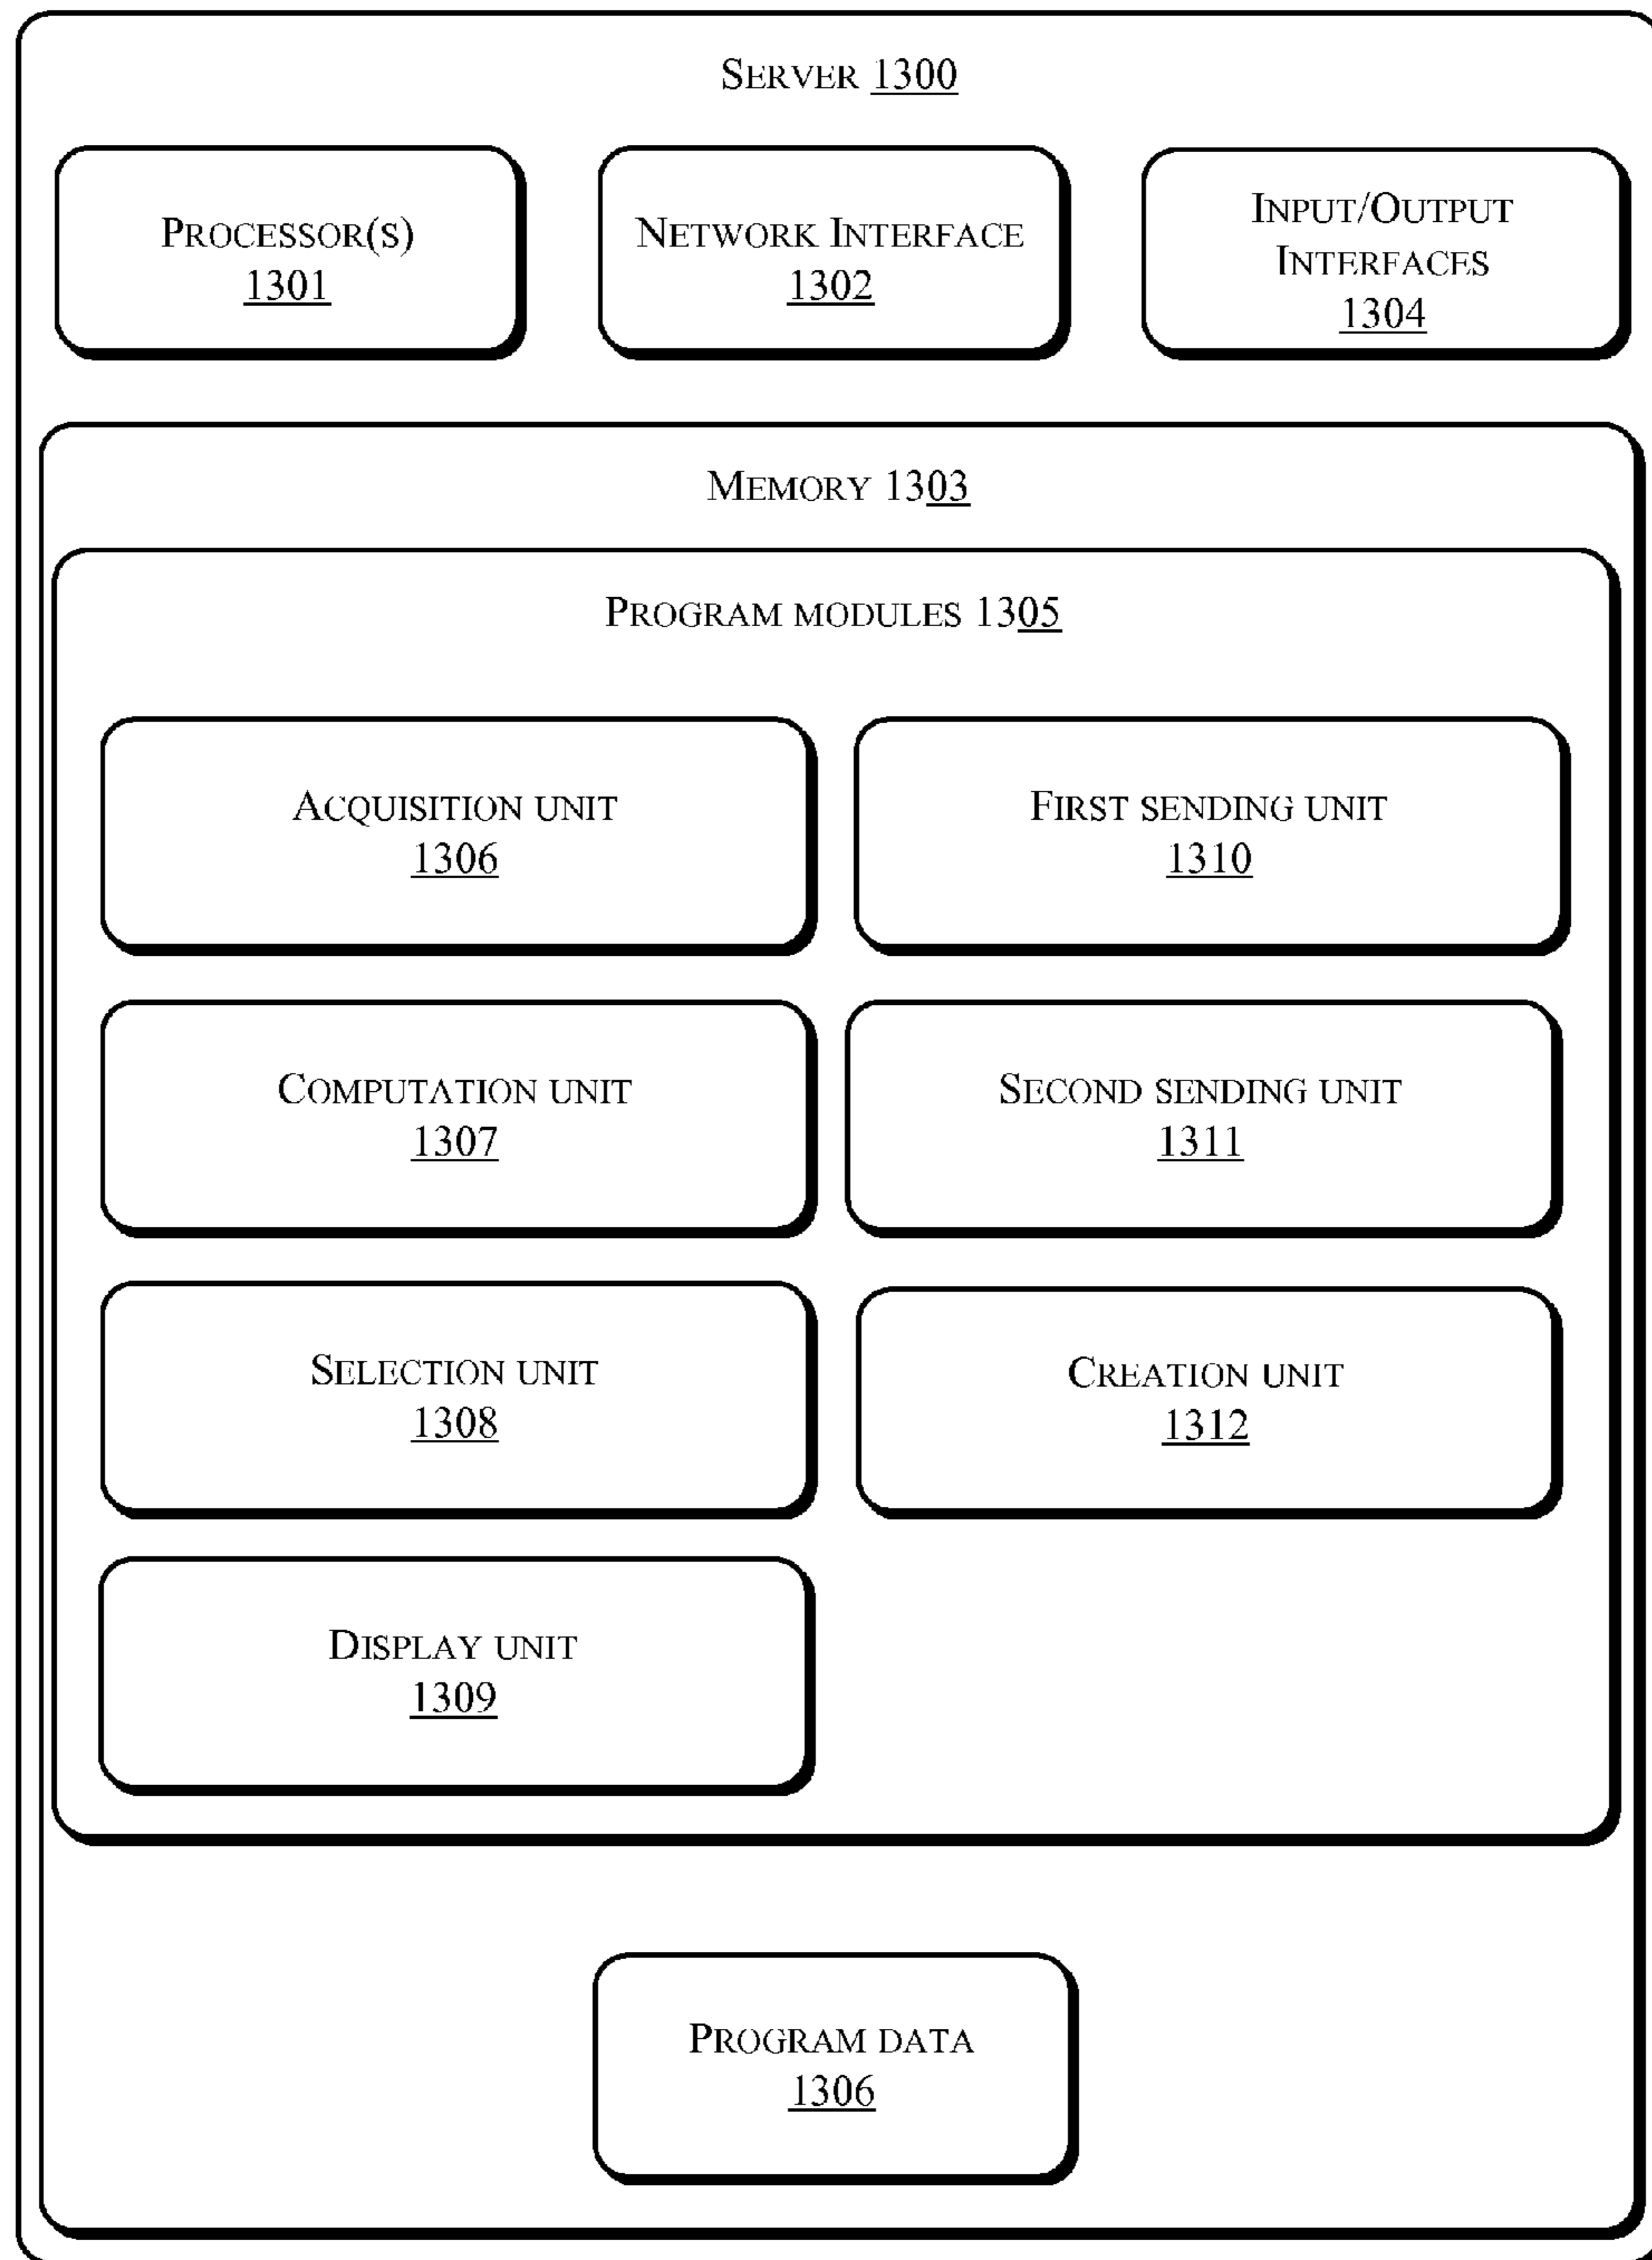 SERVER 1300
PROCESSOR(S)
1301
NETWORK INTERFACE
1302
INPUT/OUTPUT
INTERFACES
1304
MEMORY 1303
PROGRAM MODULES 1305
ACQUISITION UNIT
1306
FIRST SENDING UNIT
1310
COMPUTATION UNIT
1307
SECOND SENDING UNIT
1311
SELECTION UNIT
1308
CREATION UNIT
1312
DISPLAY UNIT
1309
PROGRAM DATA
1306